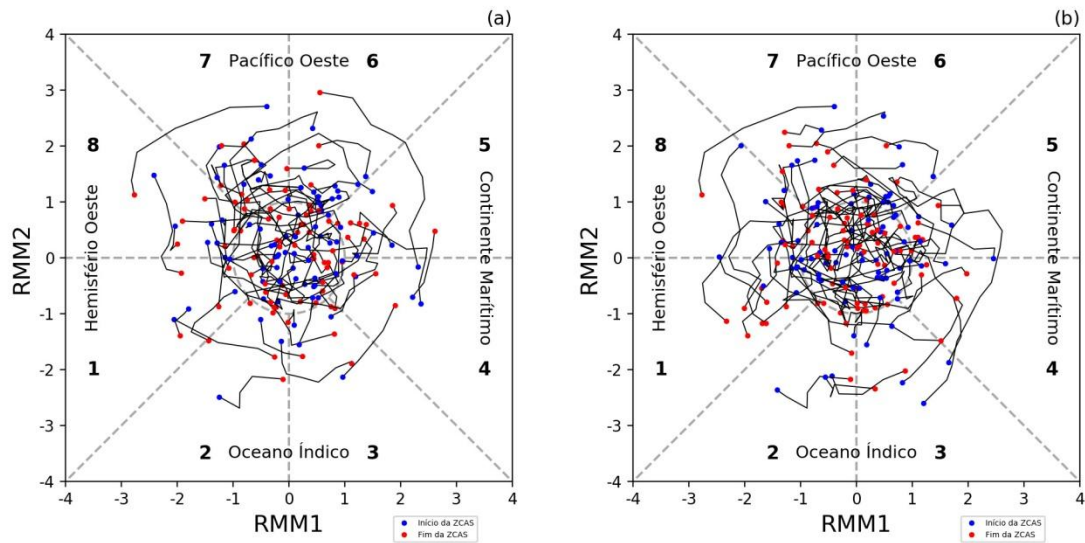 (a)
4
7 Pacífico Oeste 6
3
2
8
5
1
RMM2
Hemisfério Oeste
0
Continente Marítimo
-1
-2
1
4
-3
2 Oceano Índico 3
-4
-4 -3 -2 -1 0 1 2 3 4
RMM1
Início da ZCAS
Fim da ZCAS
(b)
4
7 Pacífico Oeste 6
3
2
8
5
1
RMM2
Hemisfério Oeste
0
Continente Marítimo
-1
-2
1
4
-3
2 Oceano Índico 3
-4
-4 -3 -2 -1 0 1 2 3 4
RMM1
Início da ZCAS
Fim da ZCAS